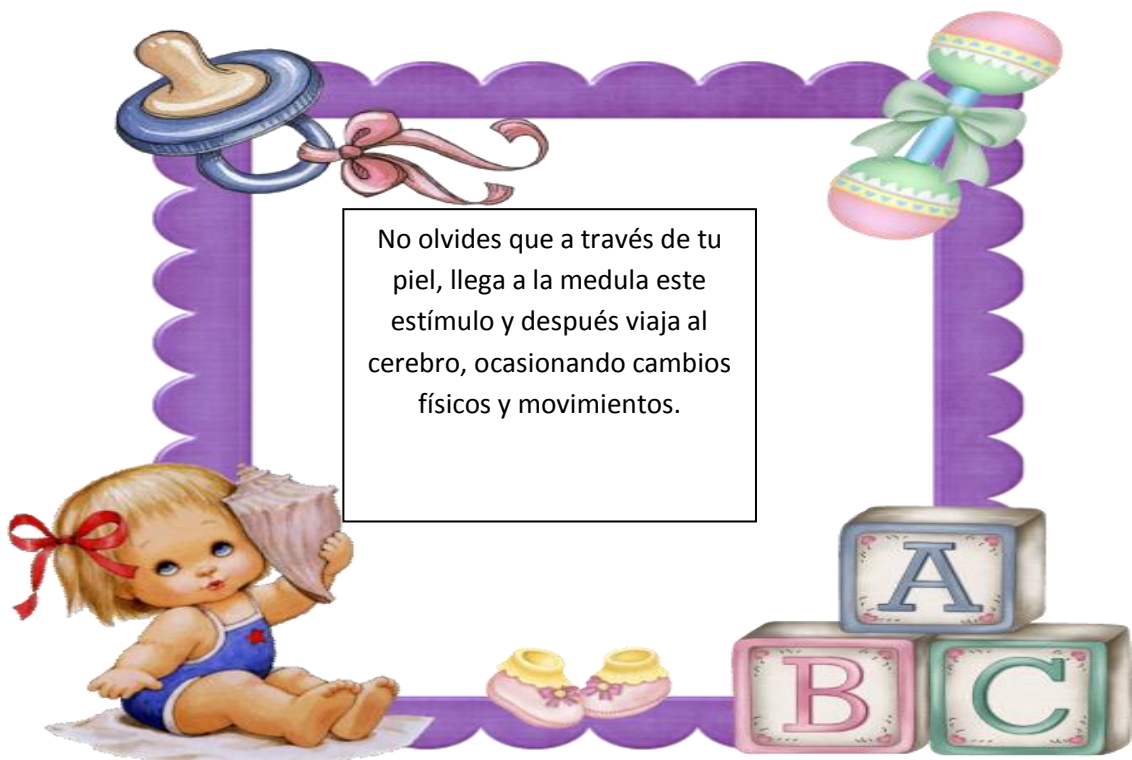 No olvides que a través de tu
piel, llega a la medula este
estímulo y después viaja al
cerebro, ocasionando cambios
físicos y movimientos.
A
B C